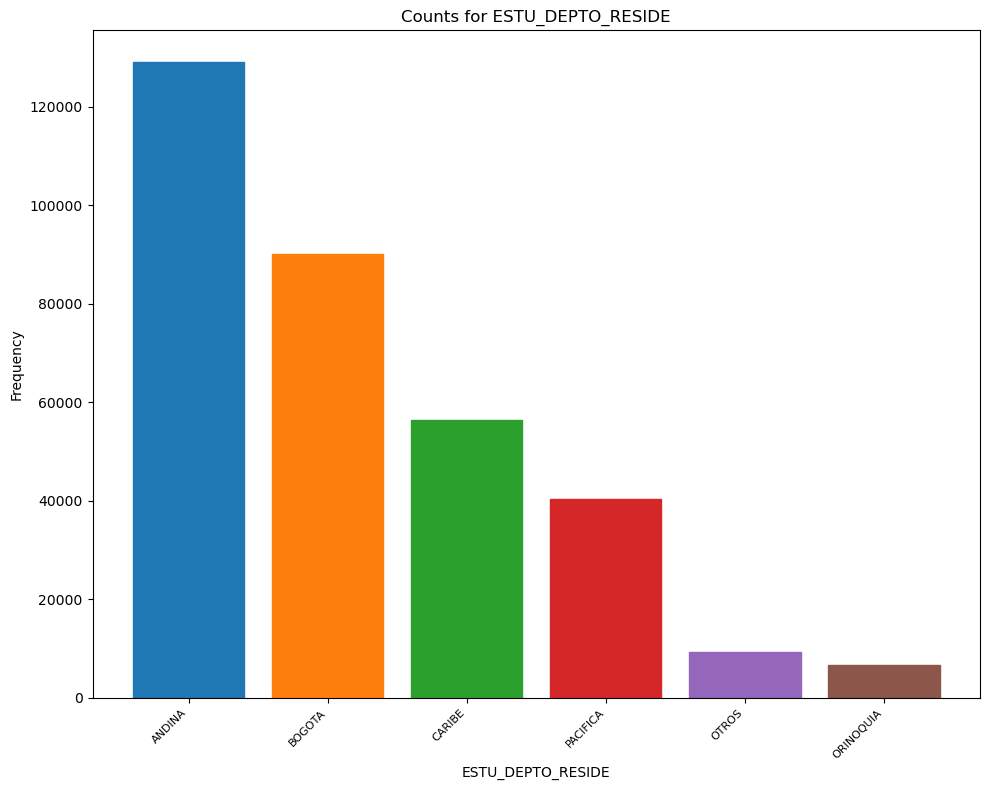 Counts for ESTU_DEPTO_RESIDE
Frequency
120000
100000
80000
60000
40000
20000
0
ANDINA
BOGOTA
CARIBE
PACIFICA
OTROS
ORINOQUIA
ESTU_DEPTO_RESIDE